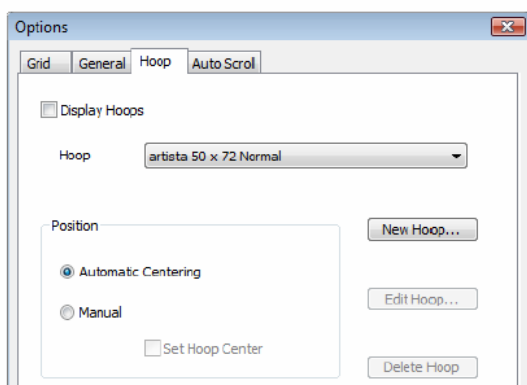 Options
Grid General Hoop Auto Scrol
Display Hoops
Hoop artista 50 x 72 Normal
Position
New Hoop...
Automatic Centering
Edit Hoop...
Manual
Set Hoop Center
Delete Hoop